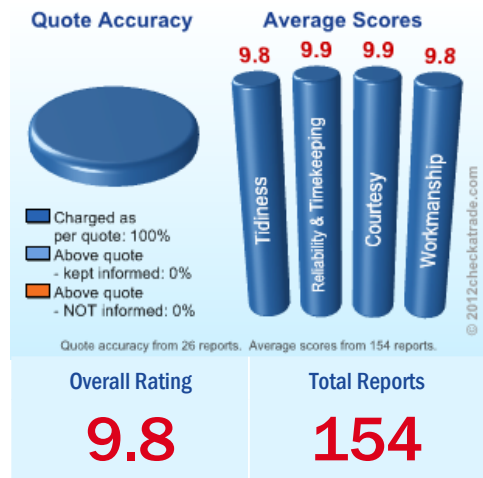 Quote Accuracy
Average Scores
9.8
9.9
9.9
9.8
Tidiness
Reliability & Timekeeping
Courtesy
Workmanship
Charged as
per quote: 100%
Above quote
- kept informed: 0%
Above quote
- NOT informed: 0%
© 2012checkatrade.com
Quote accuracy from 26 reports. Average scores from 154 reports.
Overall Rating
Total Reports
9.8
154